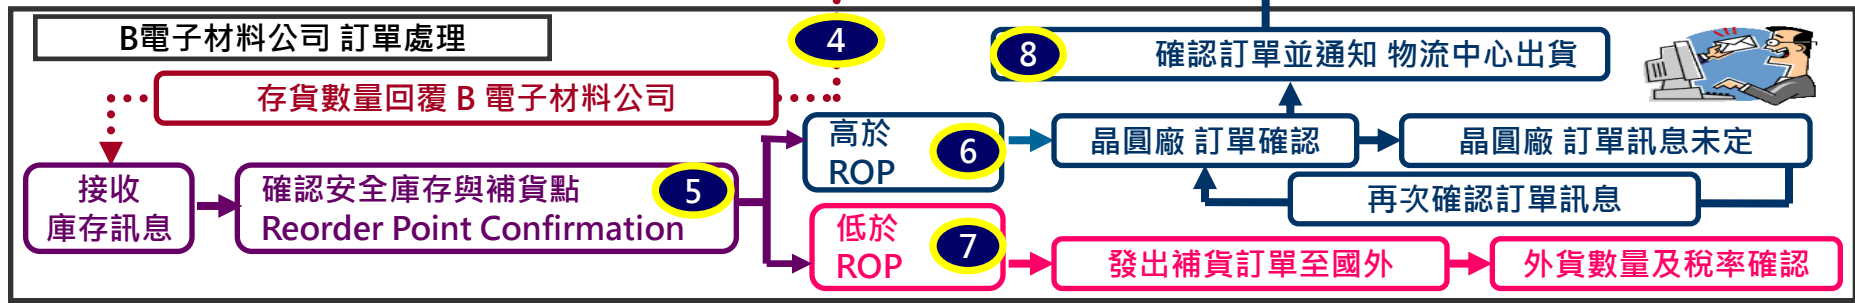 B電子材料公司 訂單處理
4
8
確認訂單並通知 物流中心出貨
存貨數量回覆 B 電子材料公司
高於
ROP
6
晶圓廠 訂單確認
晶圓廠 訂單訊息未定
接收
庫存訊息
確認安全庫存與補貨點
Reorder Point Confirmation
5
再次確認訂單訊息
低於
ROP
7
發出補貨訂單至國外
外貨數量及稅率確認